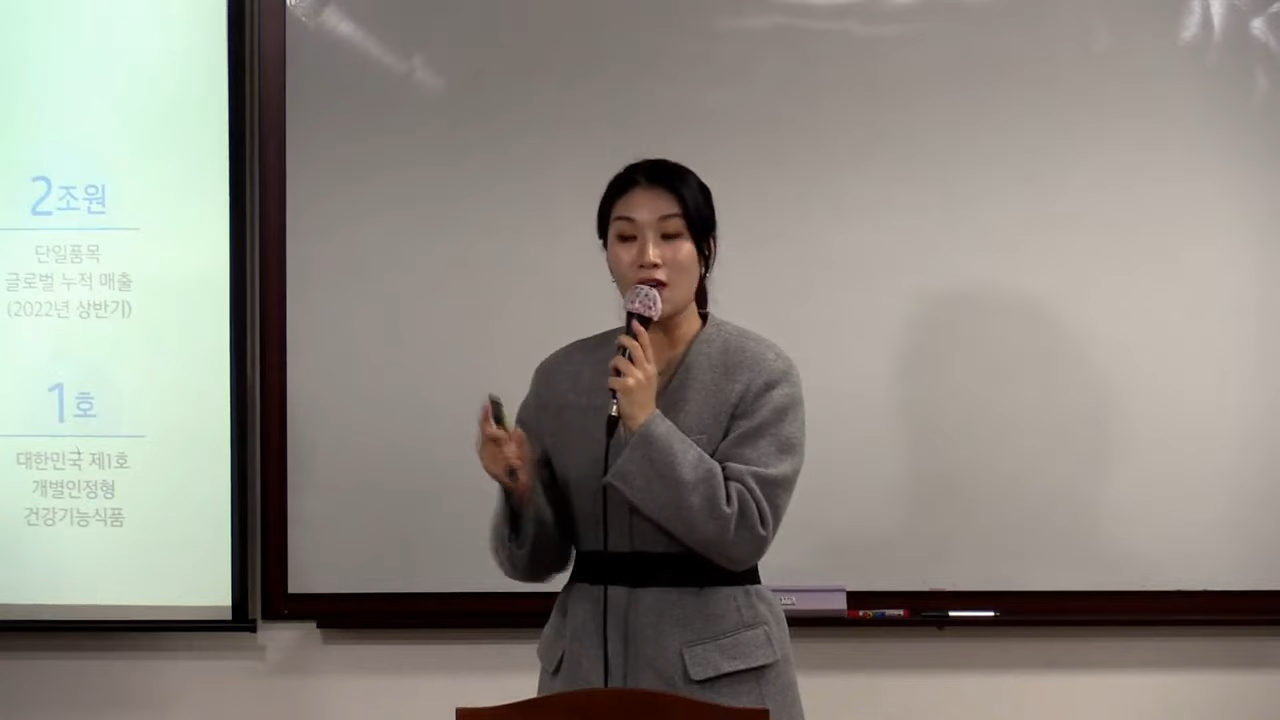 2조원
단일품목
글로벌 누적 매출
(2022년 상반기)
1호
대한민국 제1호
개별인정형
건강기능식품